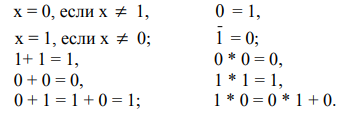 x = 0, если x ≠ 1, 0 = 1,
x = 1, если x ≠ 0; 1̄ = 0;
1+ 1 = 1, 0 * 0 = 0,
0 + 0 = 0, 1 * 1 = 1,
0 + 1 = 1 + 0 = 1; 1 * 0 = 0 * 1 + 0.